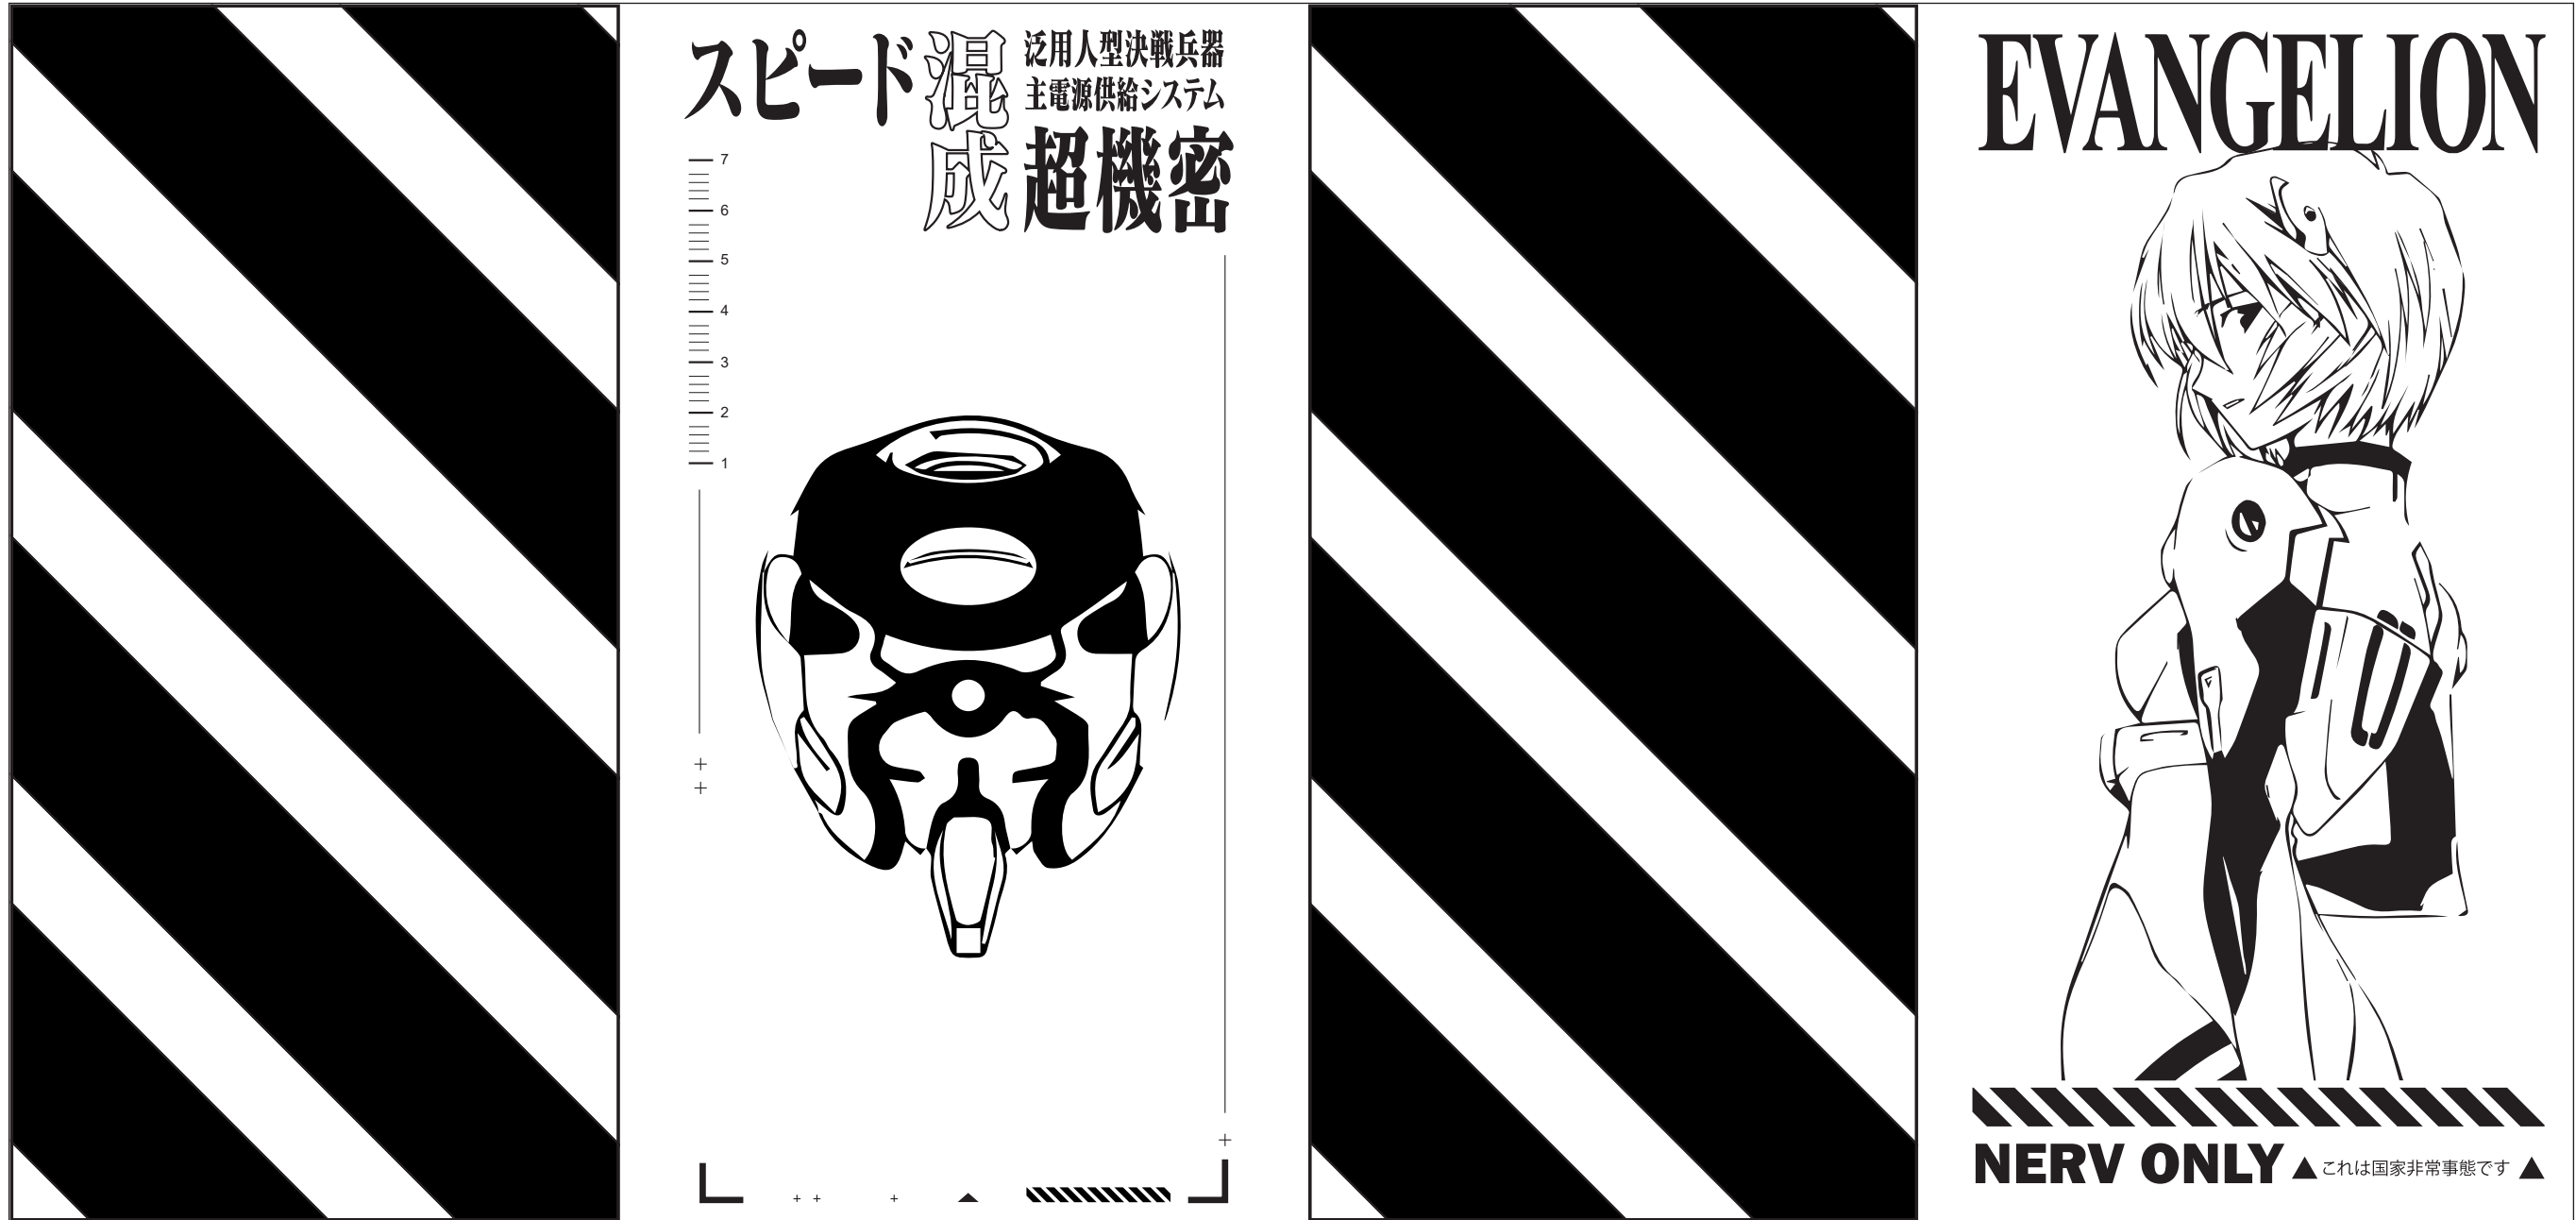 スピード
混成
泛用人型決戦兵器
主電源供給システム
超機密
7
6
5
4
3
2
1
EVANGELION
NERV ONLY ▲これは国家非常事態です ▲